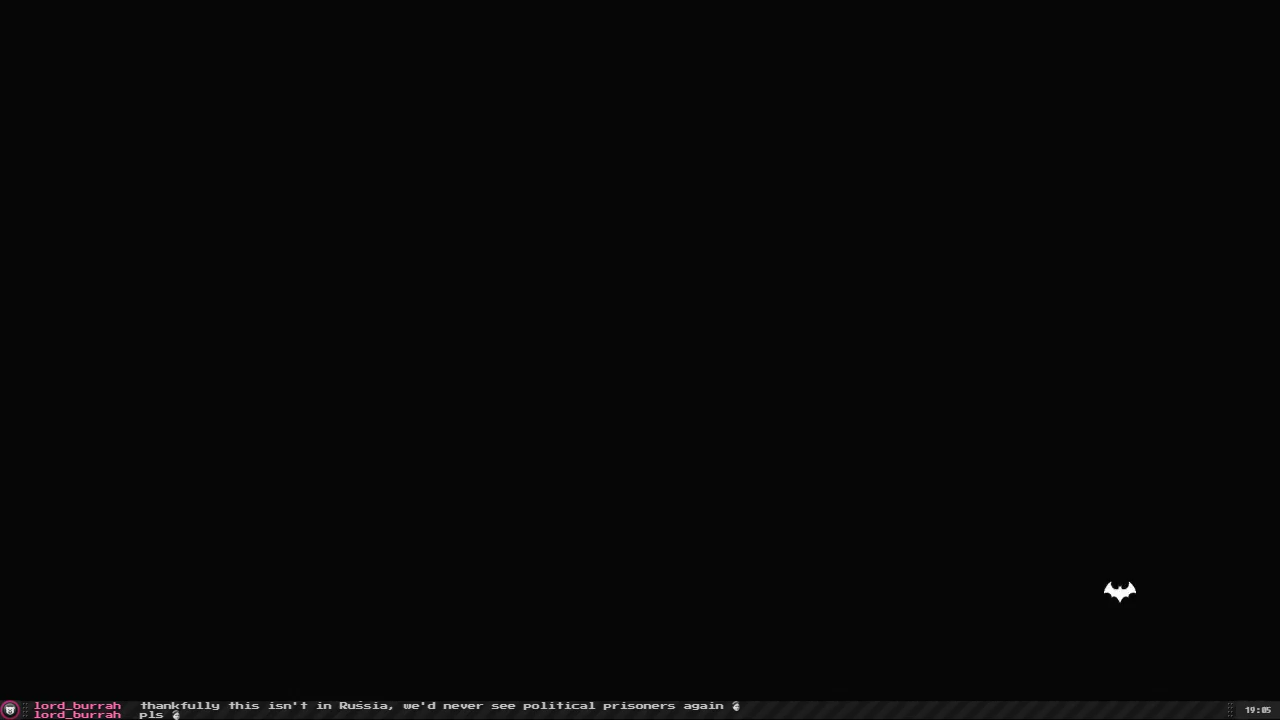 lord_burrah thankfully this isn't in Russia, we'd never see political prisoners again
lord_burrah pls
19:05